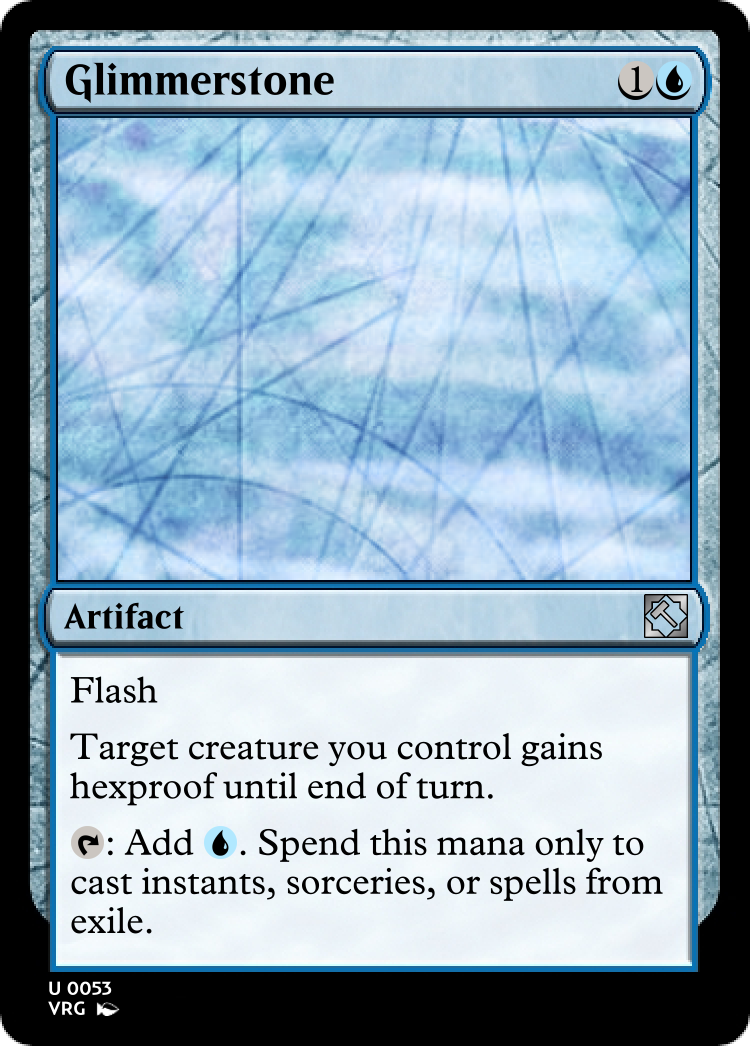 Glimmerstone 1
Artifact
Flash
Target creature you control gains
hexproof until end of turn.
: Add . Spend this mana only to
cast instants, sorceries, or spells from
exile.
U 0053
VRG